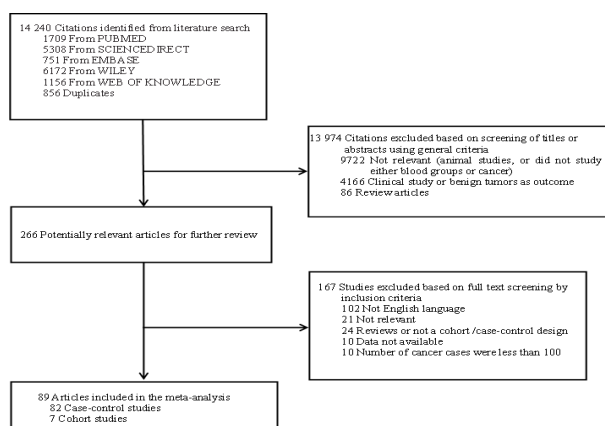 14 240 Citations identified from literature search
1709 From PUBMED
5308 From SCIENCEDIRECT
751 From EMBASE
6172 From WILEY
1156 From WEB OF KNOWLEDGE
856 Duplicates
13 974 Citations excluded based on screening of titles or
abstracts using general criteria
9722 Not relevant (animal studies, or did not study
either blood groups or cancer)
4166 Clinical study or benign tumors as outcome
86 Review articles
266 Potentially relevant articles for further review
167 Studies excluded based on full text screening by
inclusion criteria
102 Not English language
21 Not relevant
24 Reviews or not a cohort /case-control design
10 Data not available
10 Number of cancer cases were less than 100
89 Articles included in the meta-analysis
82 Case-control studies
7 Cohort studies